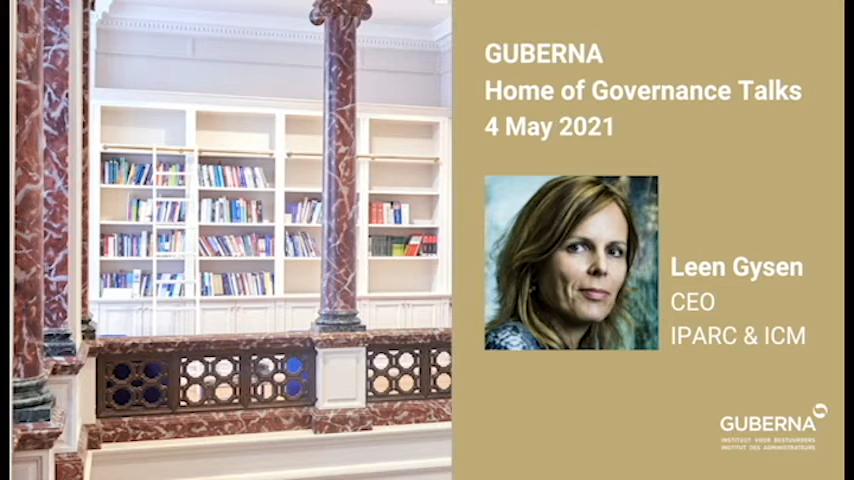 GUBERNA
Home of Governance Talks
4 May 2021
Leen Gysen
CEO
IPARC & ICM
GUBERNA
INSTITUUT VOOR BESTUURDERS
INSTITUT DES ADMINISTRATEURS